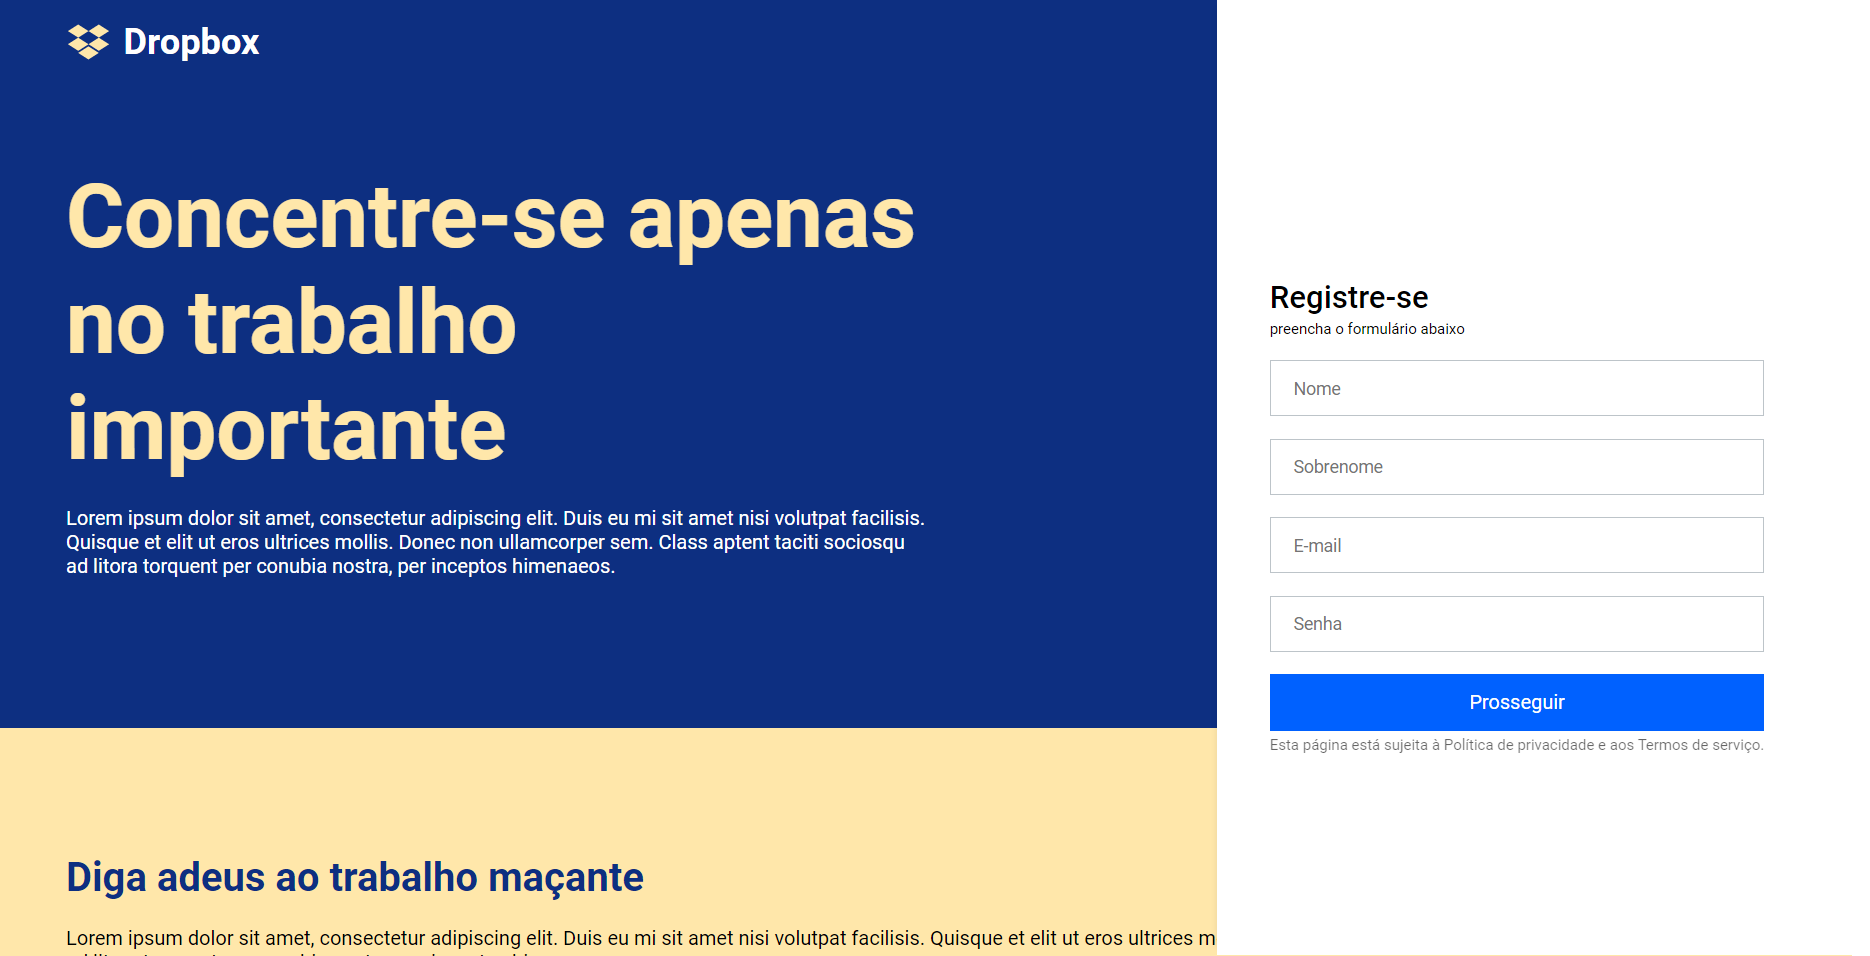 Dropbox
Concentre-se apenas
no trabalho
importante
Lorem ipsum dolor sit amet, consectetur adipiscing elit. Duis eu mi sit amet nisi volutpat facilisis.
Quisque et elit ut eros ultrices mollis. Donec non ullamcorper sem. Class aptent taciti sociosqu
ad litora torquent per conubia nostra, per inceptos himenaeos.
Diga adeus ao trabalho maçante
Lorem ipsum dolor sit amet, consectetur adipiscing elit. Duis eu mi sit amet nisi volutpat facilisis. Quisque et elit ut eros ultrices m
Registre-se
preencha o formulário abaixo
Nome
Sobrenome
E-mail
Senha
Prosseguir
Esta página está sujeita à Política de privacidade e aos Termos de serviço.